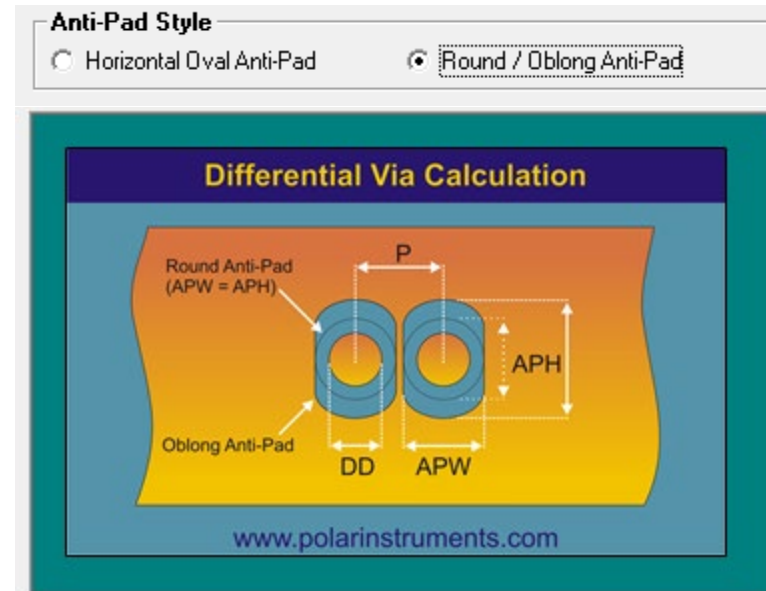 Anti-Pad Style
Horizontal Oval Anti-Pad
Round / Oblong Anti-Pad
Differential Via Calculation
P
Round Anti-Pad
(APW = APH)
APH
Oblong Anti-Pad
DD
APW
www.polarinstruments.com